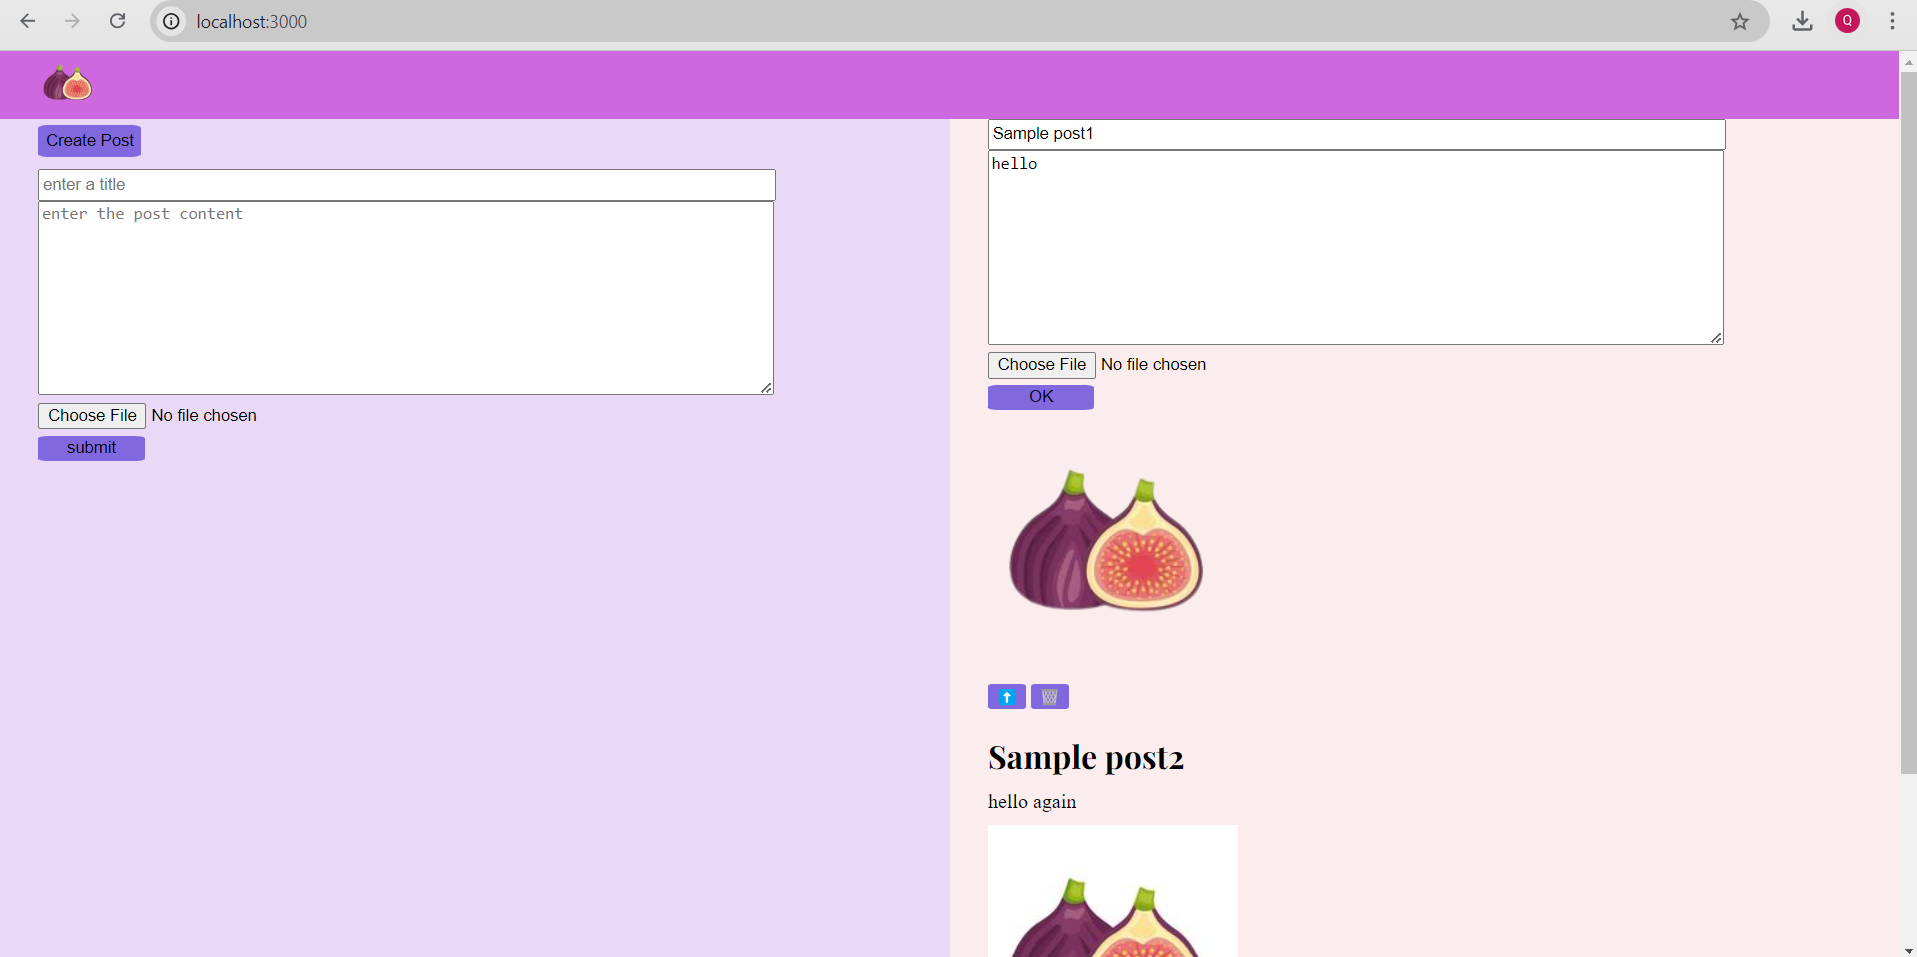 localhost:3000
Q
Create Post
enter a title
enter the post content
Choose File No file chosen
submit
Sample post1
hello
Choose File No file chosen
OK
Sample post2
hello again